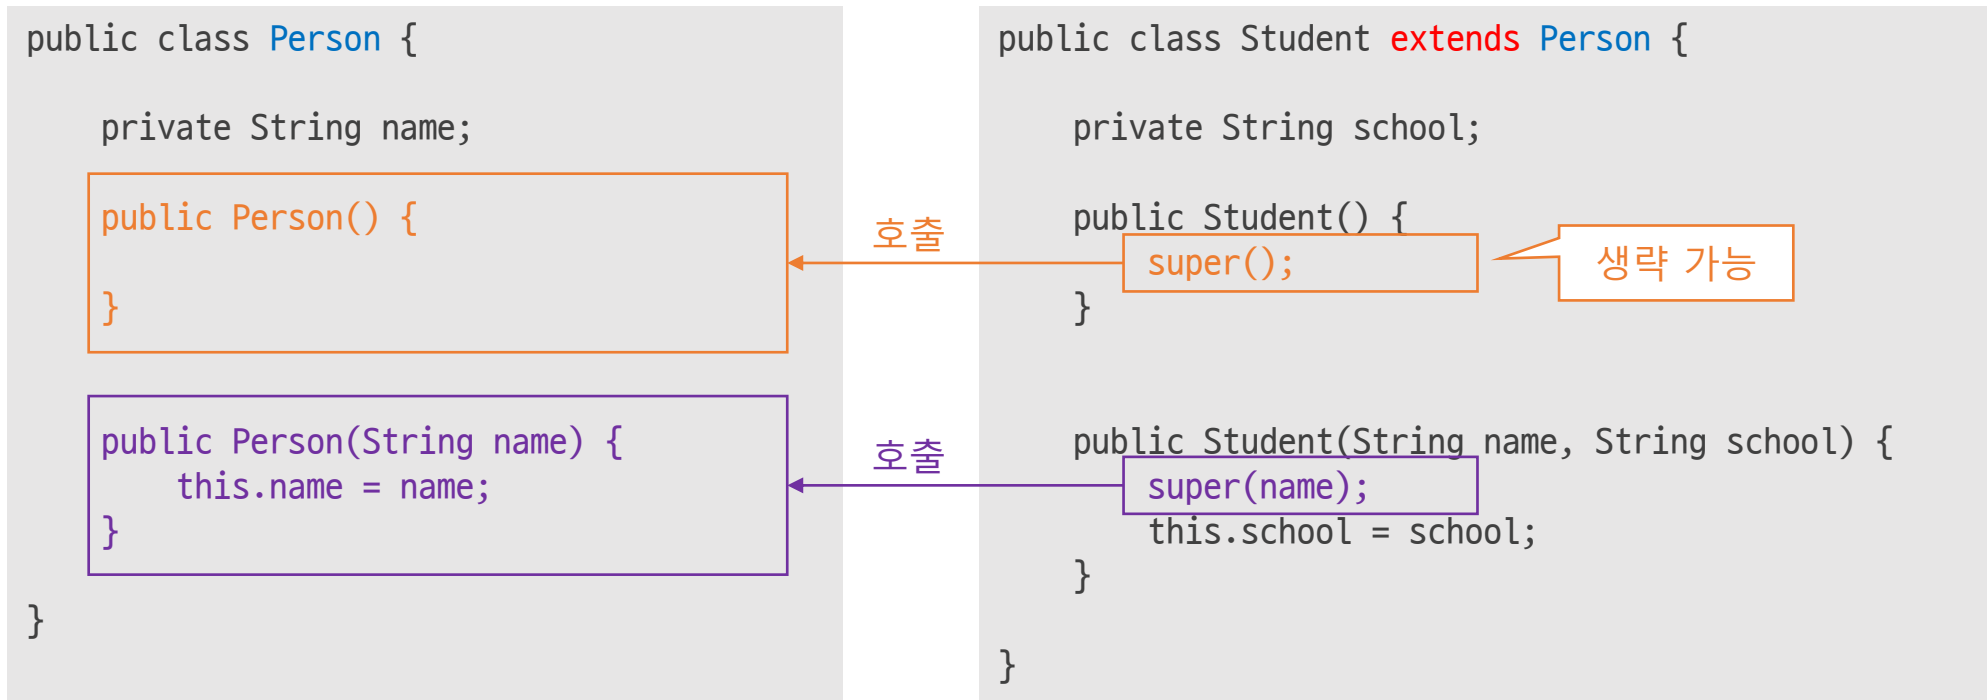 public class Person {
private String name;
public Person() {
}
public Person(String name) {
this.name = name;
}
}
호출
호출
public class Student extends Person {
private String school;
public Student() {
super();
생략 가능
}
public Student(String name, String school) {
super(name);
this.school = school;
}
}